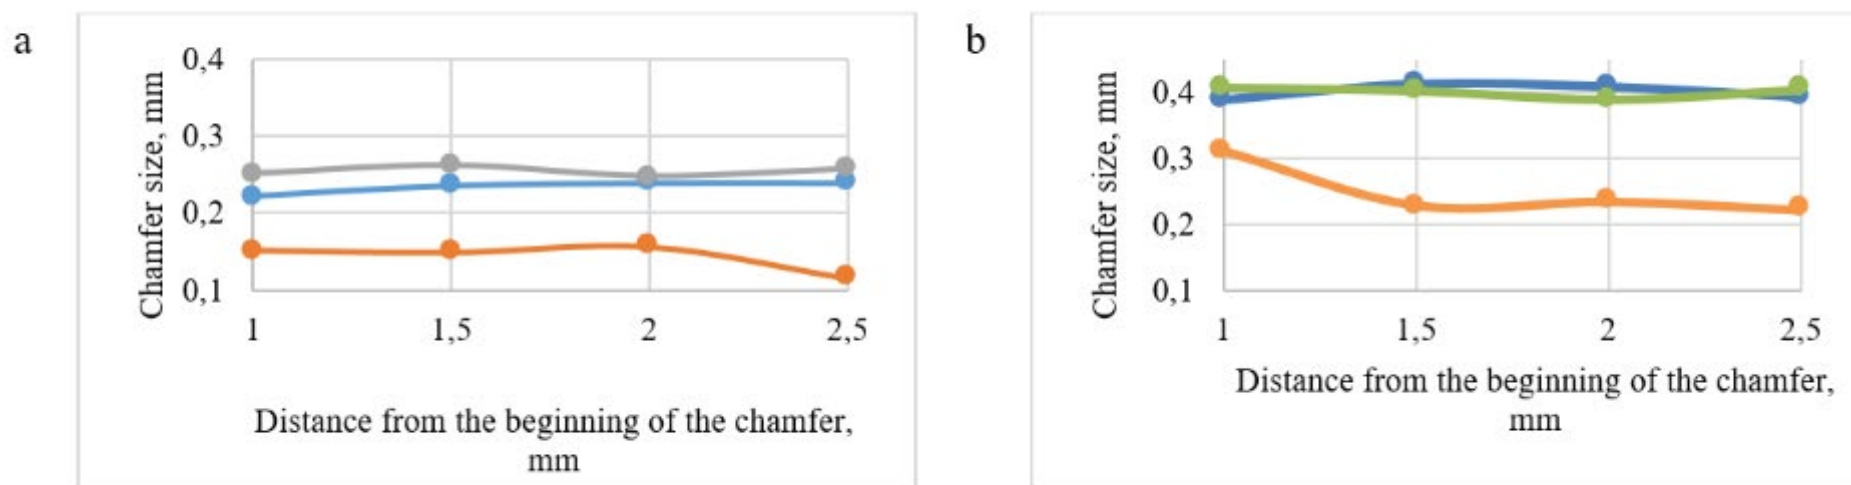 a
Chamfer size, mm
0,4
0,3
0,2
0,1
1 1,5 2 2,5
Distance from the beginning of the chamfer,
mm
b
Chamfer size, mm
0,4
0,3
0,2
0,1
1 1,5 2 2,5
Distance from the beginning of the chamfer,
mm